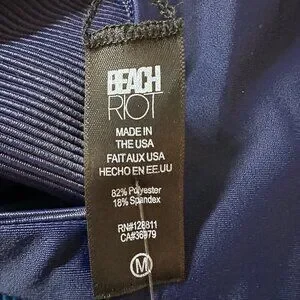 BEACH
RIOT
MADE IN
THE USA
FAIT AUX USA
HECHO EN EE.UU
82% Polyester
18% Spandex
RN#128811
CA#36979
M